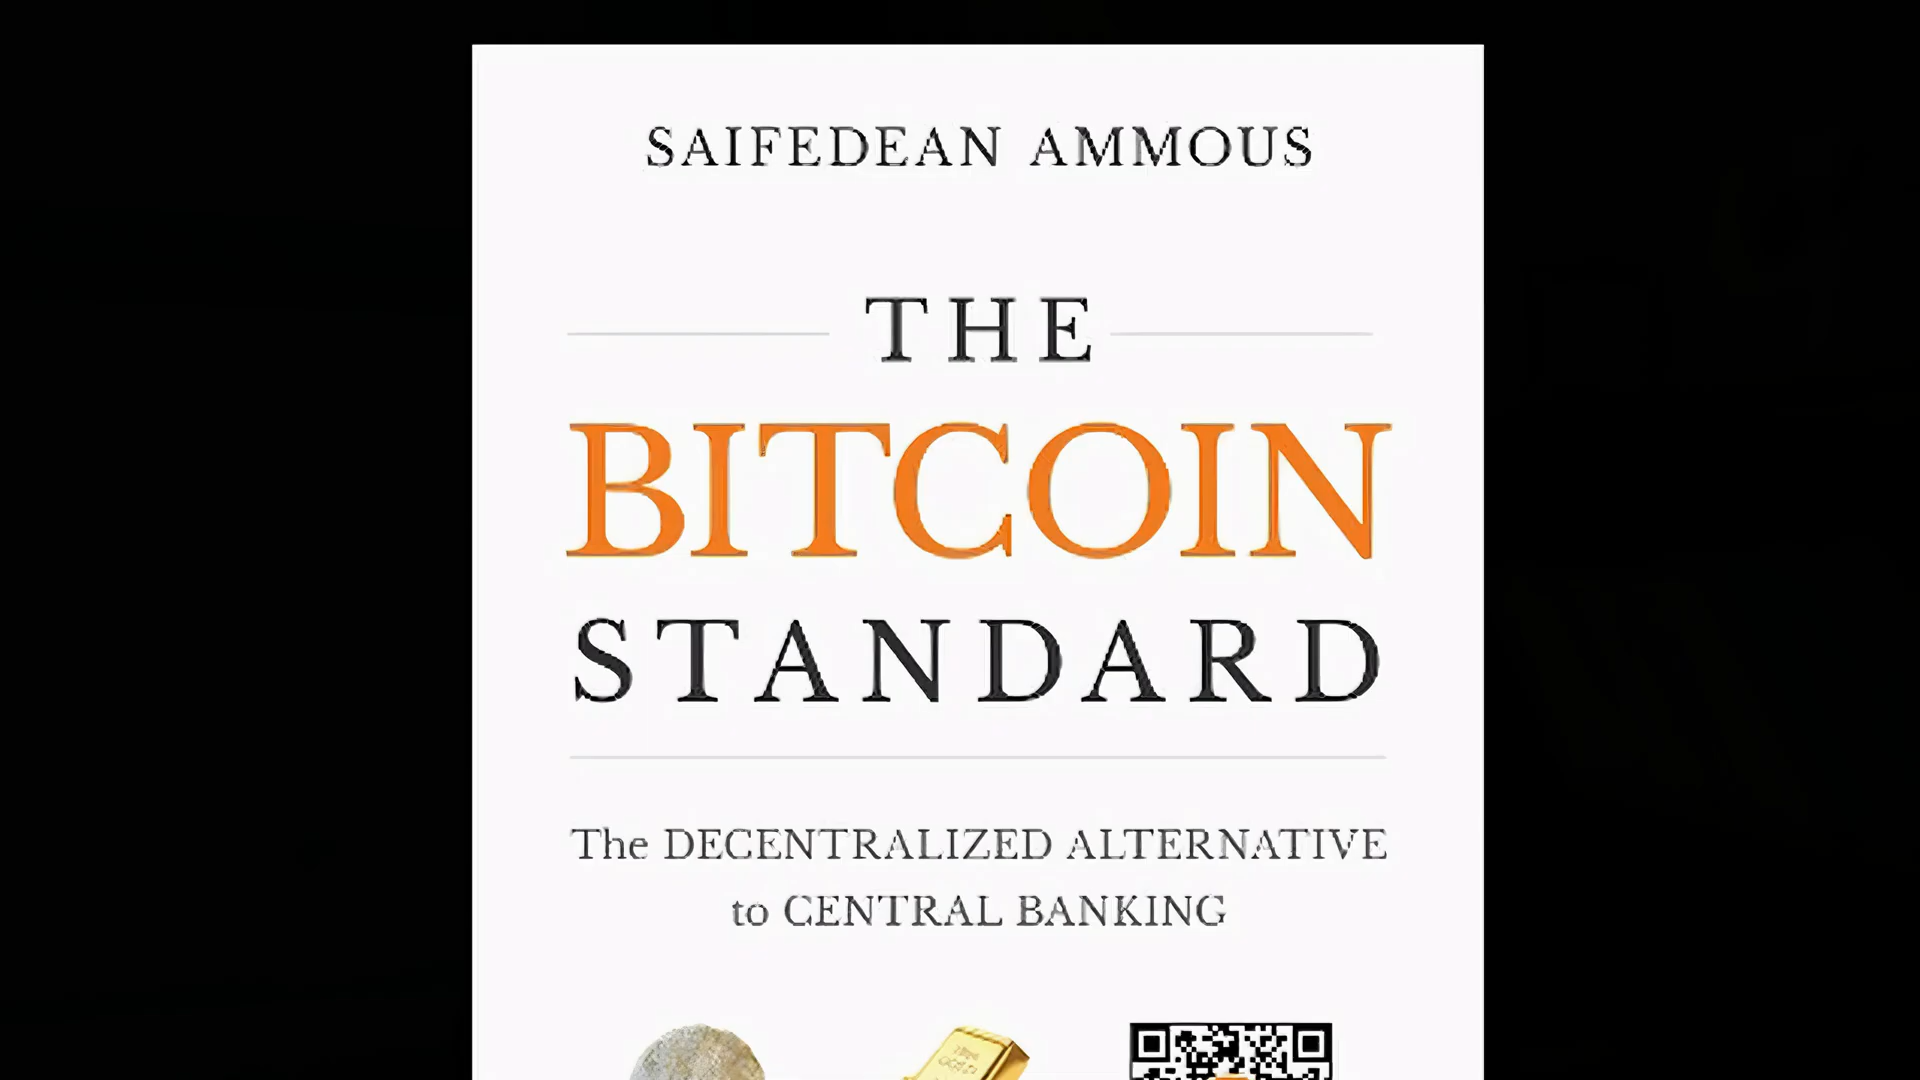 SAIFEDEAN AMMOUS
THE
BITCOIN
STANDARD
The DECENTRALIZED ALTERNATIVE
to CENTRAL BANKING